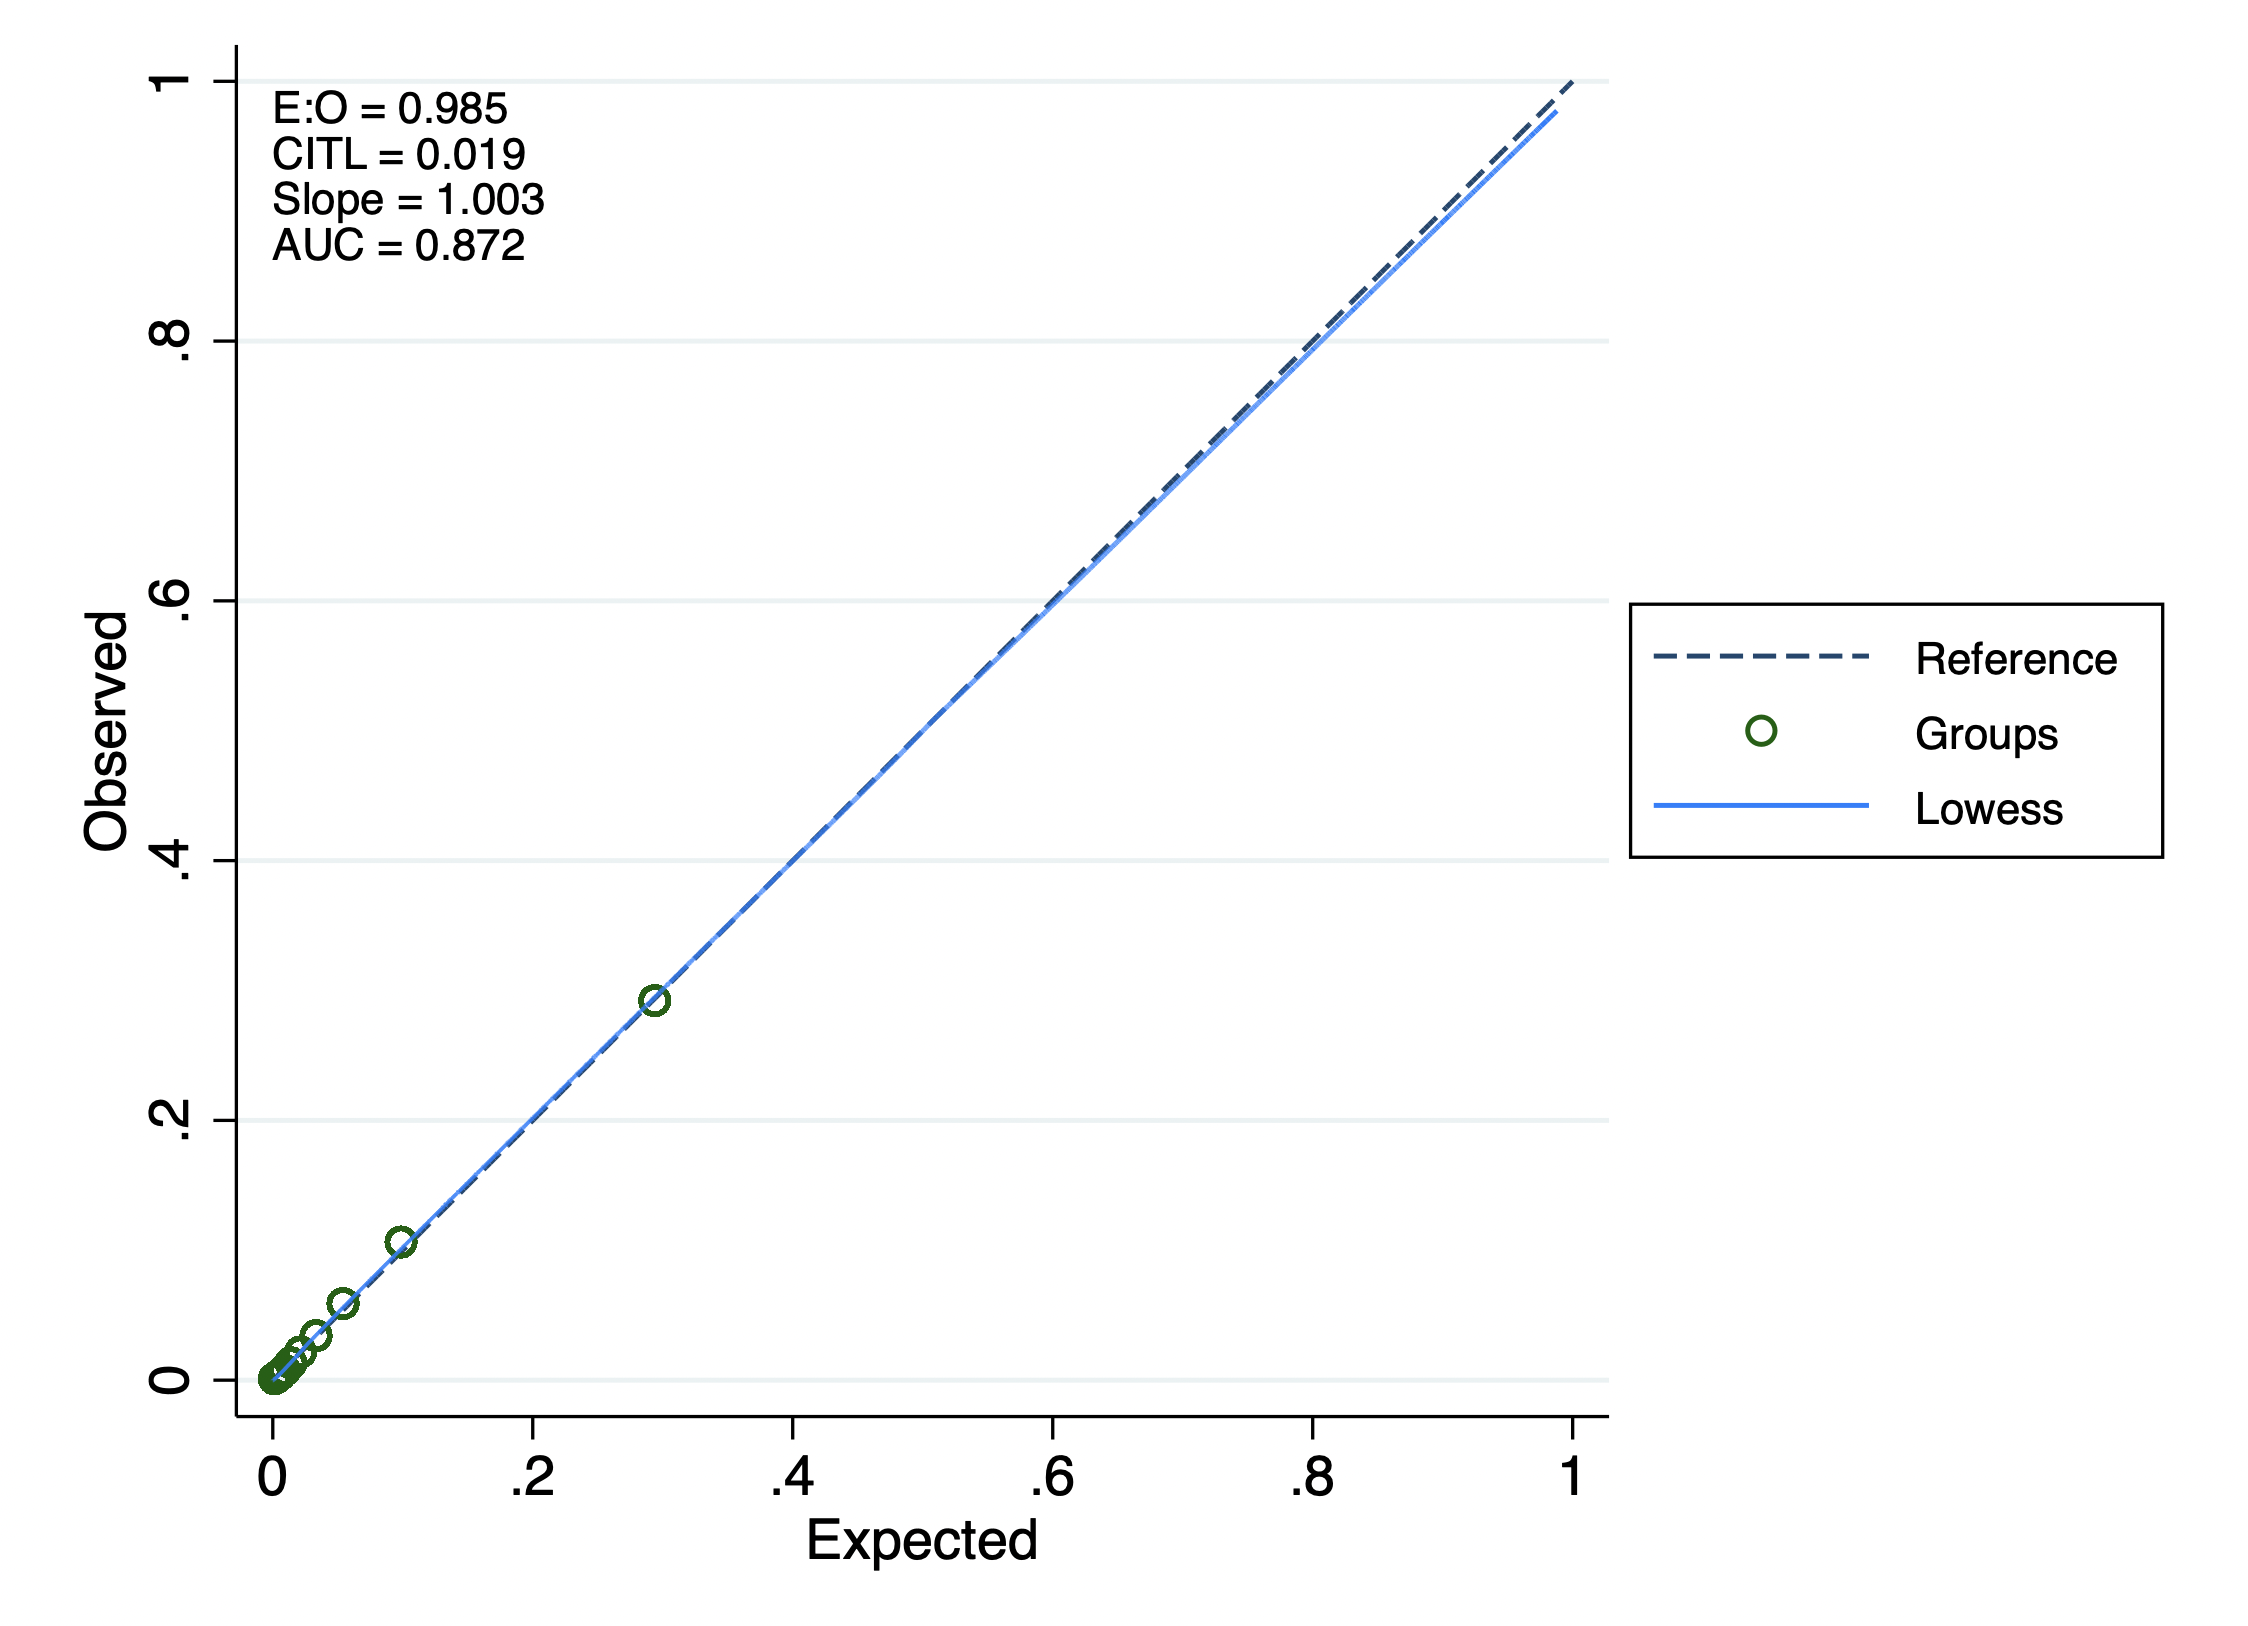 E:O = 0.985
CITL = 0.019
Slope = 1.003
AUC = 0.872
1
.8
.6
.4
.2
0
Observed
0
.2
.4
.6
.8
1
Expected
Reference
Groups
Lowess